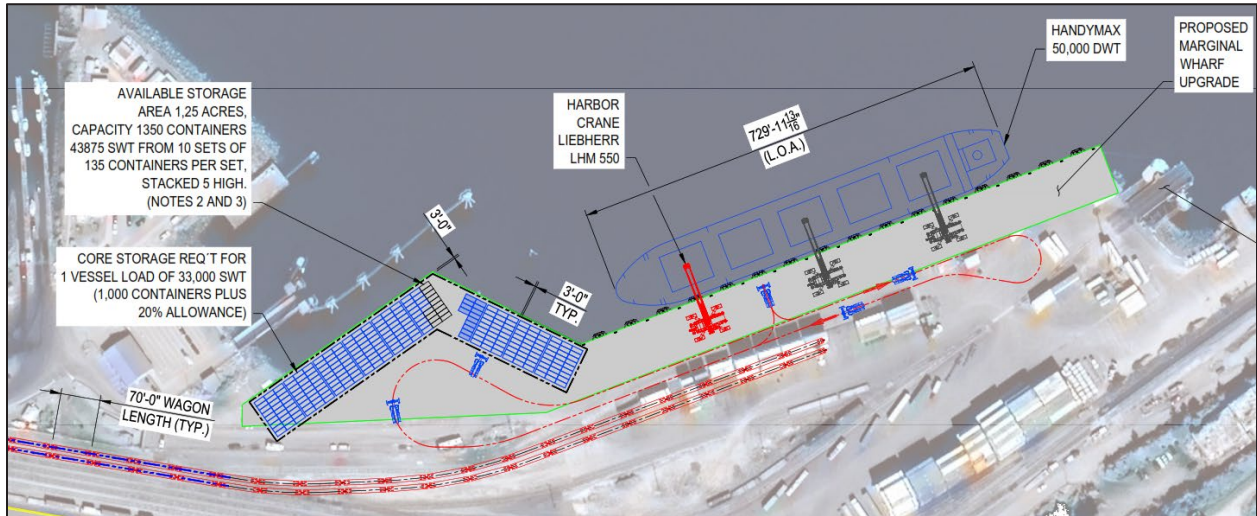 AVAILABLE STORAGE
AREA 1,25 ACRES,
CAPACITY 1350 CONTAINERS
43875 SWT FROM 10 SETS OF
135 CONTAINERS PER SET,
STACKED 5 HIGH.
(NOTES 2 AND 3)
CORE STORAGE REQ'T FOR
1 VESSEL LOAD OF 33,000 SWT
(1,000 CONTAINERS PLUS
20% ALLOWANCE)
70'-0" WAGON
LENGTH (TYP.)
3'-0"
3'-0"
TYP.
HARBOR
CRANE
LIEBHERR
LHM 550
729'-11 13/16"
(L.O.A.)
HANDYMAX
50,000 DWT
PROPOSED
MARGINAL
WHARF
UPGRADE